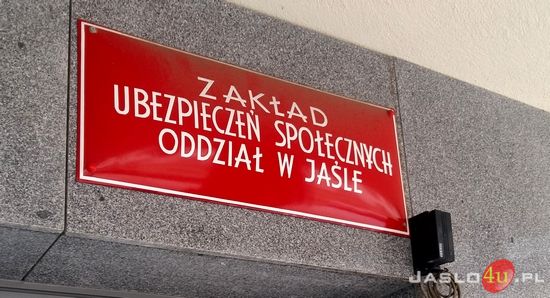 ZAKŁAD
UBEZPIECZEŃ SPOŁECZNYCH
ODDZIAŁ W JAŚLE
JASLO4U.PL